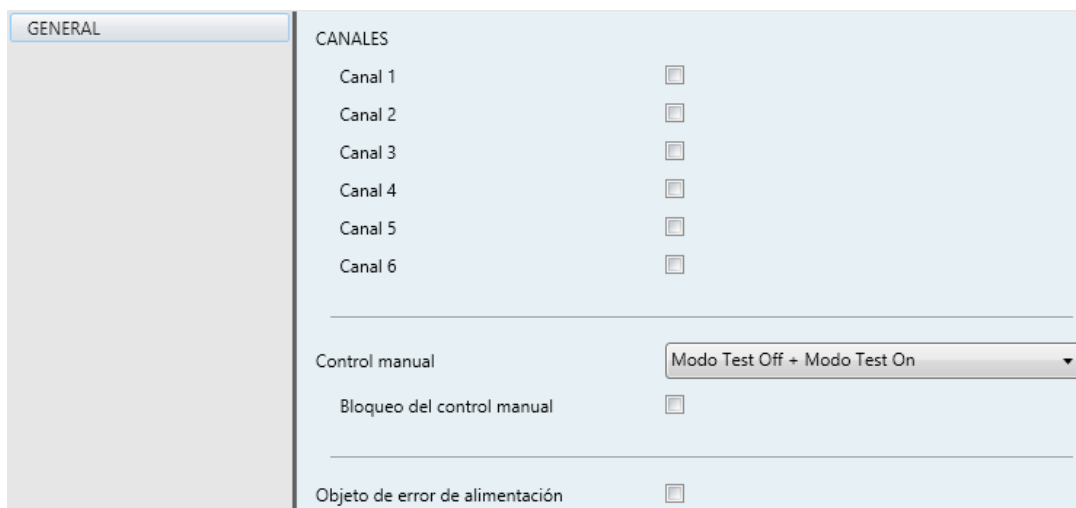 GENERAL
CANALES
Canal 1
Canal 2
Canal 3
Canal 4
Canal 5
Canal 6
Control manual
Modo Test Off + Modo Test On
Bloqueo del control manual
Objeto de error de alimentación